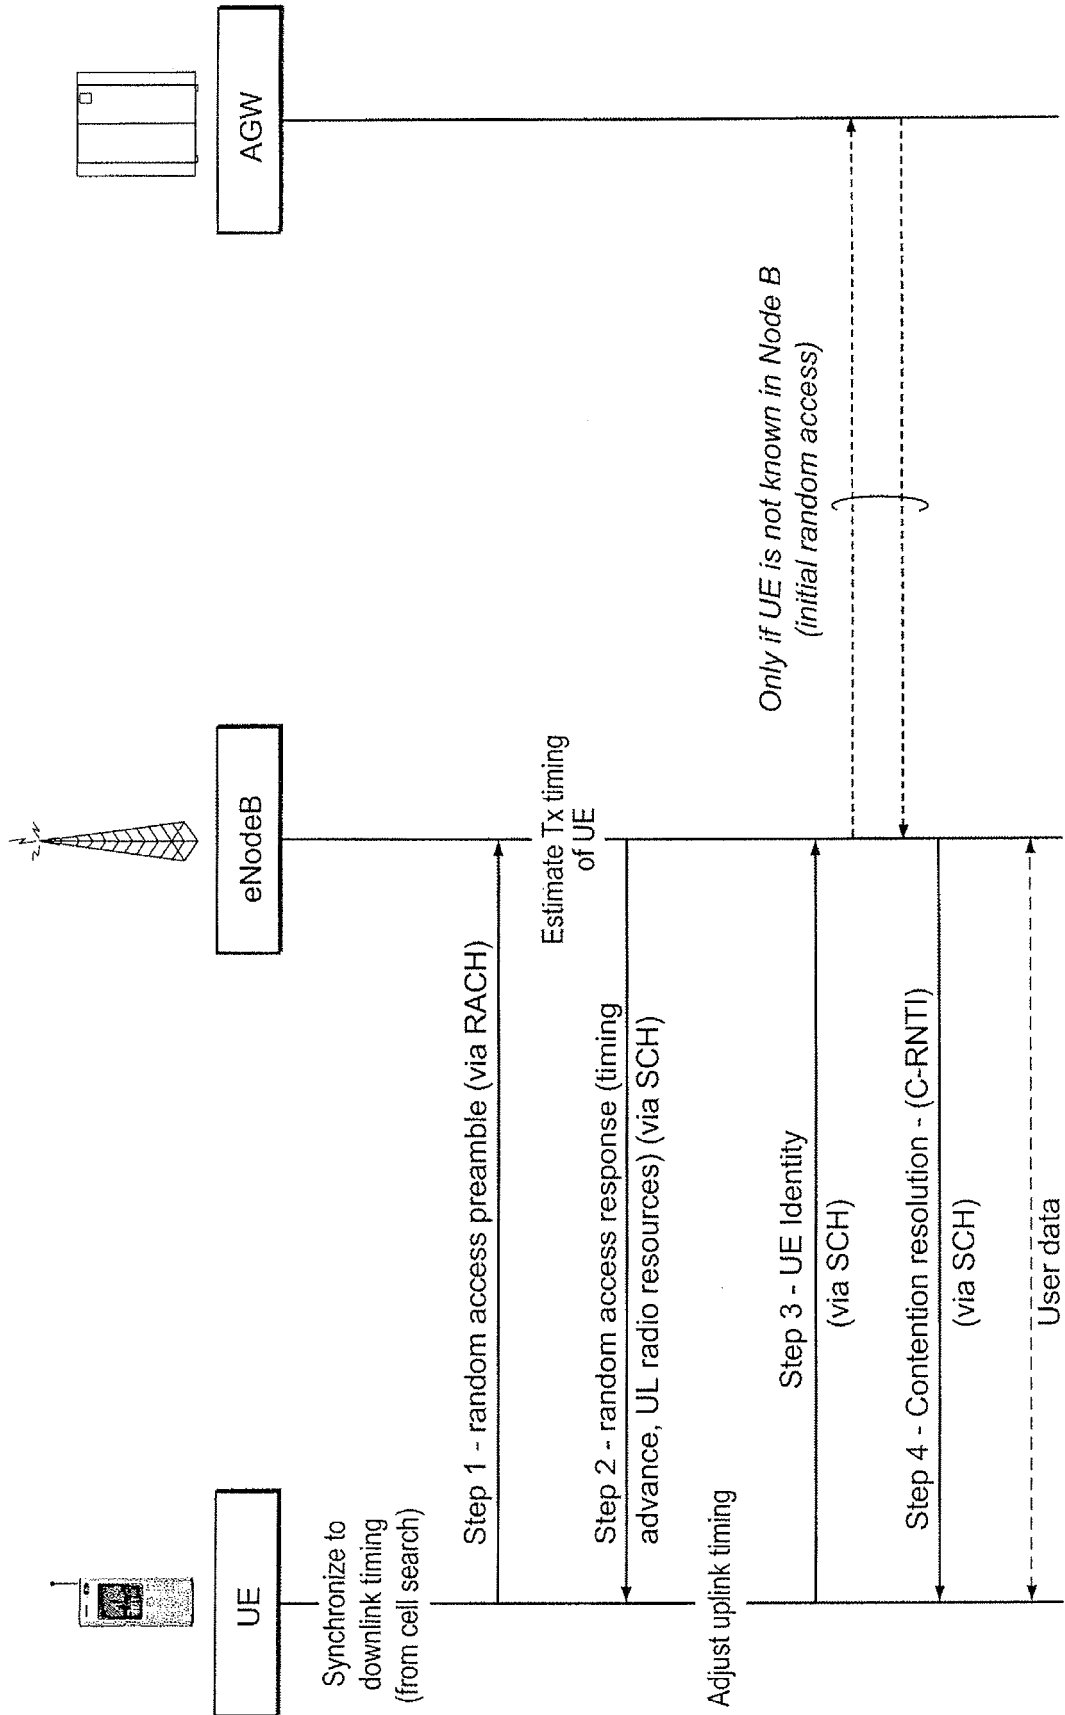 UE
eNodeB
AGW
Synchronize to
downlink timing
(from cell search)
Step 1 - random access preamble (via RACH)
Estimate Tx timing
of UE
Step 2 - random access response (timing
advance, UL radio resources) (via SCH)
Adjust uplink timing
Step 3 - UE Identity
(via SCH)
Only if UE is not known in Node B
(initial random access)
Step 4 - Contention resolution - (C-RNTI)
(via SCH)
User data